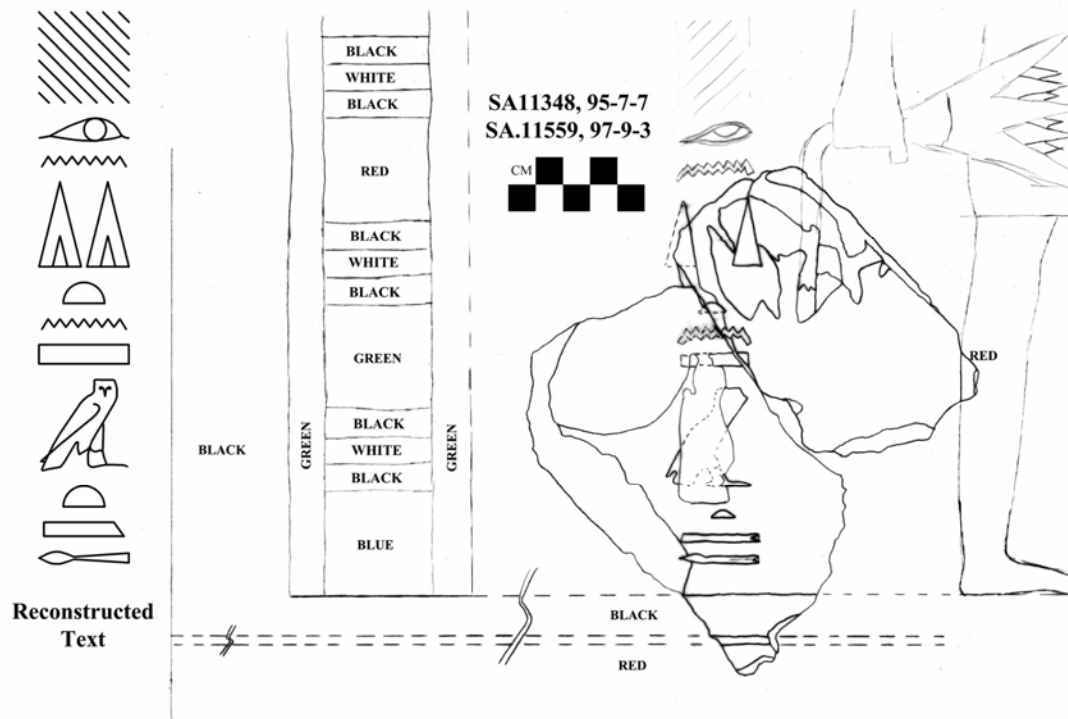 𓁹𓈖𓏙𓏙𓏏𓈖𓈙𓅓𓏏𓐙𓊤
Reconstructed
Text
BLACK
GREEN
BLACK
WHITE
BLACK
RED
BLACK
WHITE
BLACK
GREEN
BLACK
WHITE
BLACK
BLUE
GREEN
SA11348, 95-7-7
SA.11559, 97-9-3
CM
RED
BLACK
RED